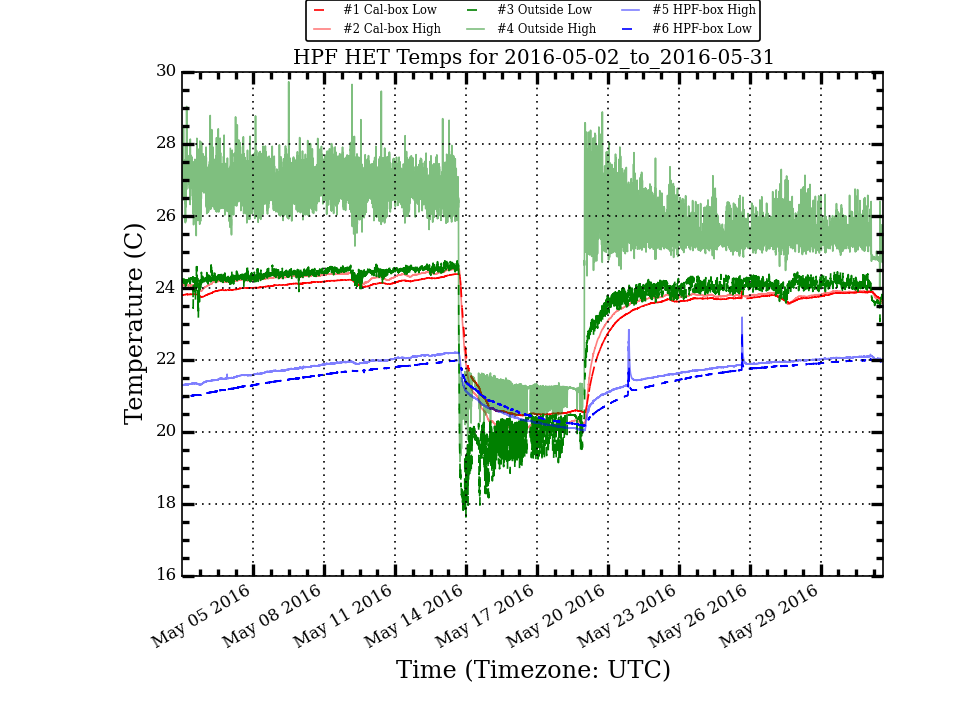 #1 Cal-box Low #3 Outside Low #5 HPF-box High
#2 Cal-box High #4 Outside High #6 HPF-box Low
HPF HET Temps for 2016-05-02_to_2016-05-31
30
28
26
24
22
20
18
16
Temperature (C)
May 05 2016 May 08 2016 May 11 2016 May 14 2016 May 17 2016 May 20 2016 May 23 2016 May 26 2016 May 29 2016
Time (Timezone: UTC)